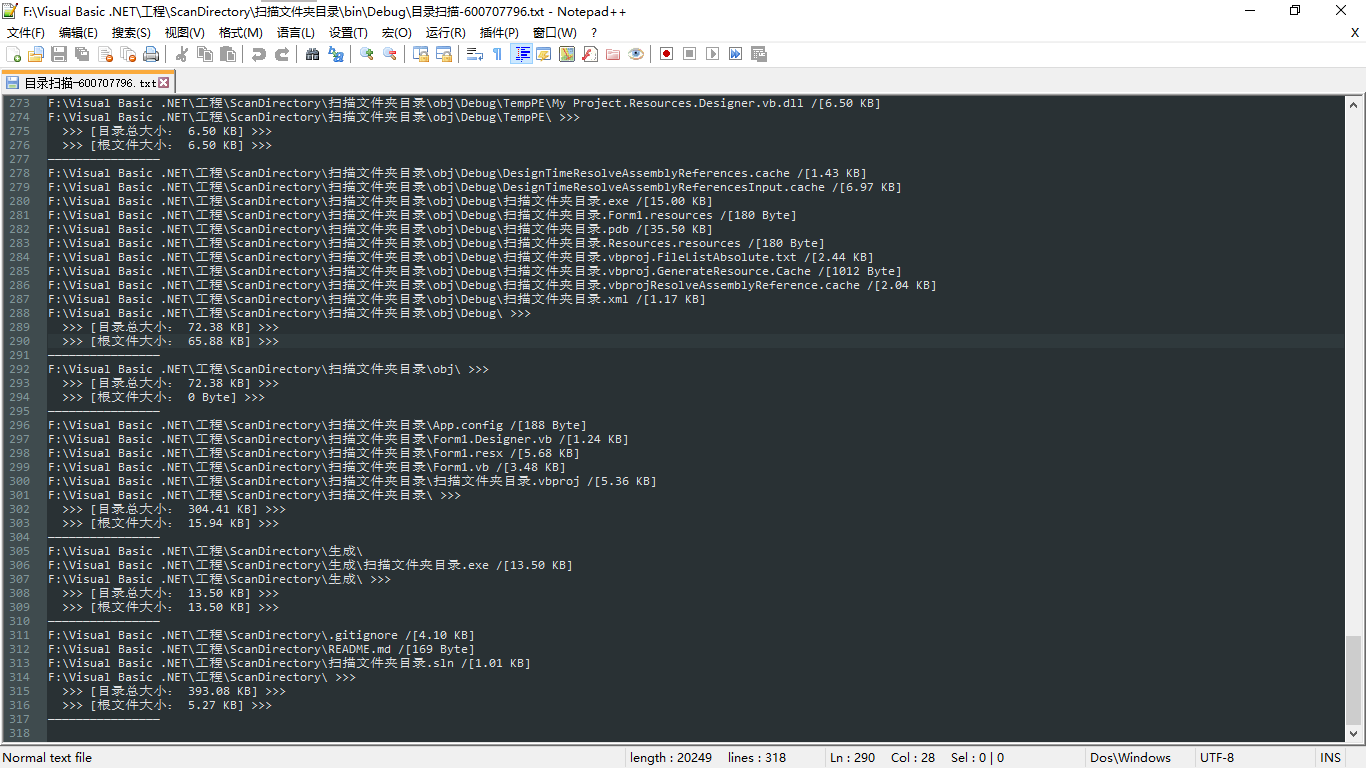 F:\Visual Basic .NET\工程\ScanDirectory\扫描文件夹目录\bin\Debug\目录扫描-600707796.txt - Notepad++
文件(F) 编辑(E) 搜索(S) 视图(V) 格式(M) 语言(L) 设置(T) 宏(O) 运行(R) 插件(P) 窗口(W) ? X
目录扫描-600707796.txt
273 F:\Visual Basic .NET\工程\ScanDirectory\扫描文件夹目录\obj\Debug\TempPE\My Project.Resources.Designer.vb.dll /[6.50 KB]
274 F:\Visual Basic .NET\工程\ScanDirectory\扫描文件夹目录\obj\Debug\TempPE\ >>>
275 >>> [目录总大小： 6.50 KB] >>>
276 >>> [根文件大小： 6.50 KB] >>>
277 ————————————————
278 F:\Visual Basic .NET\工程\ScanDirectory\扫描文件夹目录\obj\Debug\DesignTimeResolveAssemblyReferences.cache /[1.43 KB]
279 F:\Visual Basic .NET\工程\ScanDirectory\扫描文件夹目录\obj\Debug\DesignTimeResolveAssemblyReferencesInput.cache /[6.97 KB]
280 F:\Visual Basic .NET\工程\ScanDirectory\扫描文件夹目录\obj\Debug\扫描文件夹目录.exe /[15.00 KB]
281 F:\Visual Basic .NET\工程\ScanDirectory\扫描文件夹目录\obj\Debug\扫描文件夹目录.Form1.resources /[180 Byte]
282 F:\Visual Basic .NET\工程\ScanDirectory\扫描文件夹目录\obj\Debug\扫描文件夹目录.pdb /[35.50 KB]
283 F:\Visual Basic .NET\工程\ScanDirectory\扫描文件夹目录\obj\Debug\扫描文件夹目录.Resources.resources /[180 Byte]
284 F:\Visual Basic .NET\工程\ScanDirectory\扫描文件夹目录\obj\Debug\扫描文件夹目录.vbproj.FileListAbsolute.txt /[2.44 KB]
285 F:\Visual Basic .NET\工程\ScanDirectory\扫描文件夹目录\obj\Debug\扫描文件夹目录.vbproj.GenerateResource.Cache /[1012 Byte]
286 F:\Visual Basic .NET\工程\ScanDirectory\扫描文件夹目录\obj\Debug\扫描文件夹目录.vbprojResolveAssemblyReference.cache /[2.04 KB]
287 F:\Visual Basic .NET\工程\ScanDirectory\扫描文件夹目录\obj\Debug\扫描文件夹目录.xml /[1.17 KB]
288 F:\Visual Basic .NET\工程\ScanDirectory\扫描文件夹目录\obj\Debug\ >>>
289 >>> [目录总大小： 72.38 KB] >>>
290 >>> [根文件大小： 65.88 KB] >>>
291 ————————————————
292 F:\Visual Basic .NET\工程\ScanDirectory\扫描文件夹目录\obj\ >>>
293 >>> [目录总大小： 72.38 KB] >>>
294 >>> [根文件大小： 0 Byte] >>>
295 ————————————————
296 F:\Visual Basic .NET\工程\ScanDirectory\扫描文件夹目录\App.config /[188 Byte]
297 F:\Visual Basic .NET\工程\ScanDirectory\扫描文件夹目录\Form1.Designer.vb /[1.24 KB]
298 F:\Visual Basic .NET\工程\ScanDirectory\扫描文件夹目录\Form1.resx /[5.68 KB]
299 F:\Visual Basic .NET\工程\ScanDirectory\扫描文件夹目录\Form1.vb /[3.48 KB]
300 F:\Visual Basic .NET\工程\ScanDirectory\扫描文件夹目录\扫描文件夹目录.vbproj /[5.36 KB]
301 F:\Visual Basic .NET\工程\ScanDirectory\扫描文件夹目录\ >>>
302 >>> [目录总大小： 304.41 KB] >>>
303 >>> [根文件大小： 15.94 KB] >>>
304 ————————————————
305 F:\Visual Basic .NET\工程\ScanDirectory\生成\
306 F:\Visual Basic .NET\工程\ScanDirectory\生成\扫描文件夹目录.exe /[13.50 KB]
307 F:\Visual Basic .NET\工程\ScanDirectory\生成\ >>>
308 >>> [目录总大小： 13.50 KB] >>>
309 >>> [根文件大小： 13.50 KB] >>>
310 ————————————————
311 F:\Visual Basic .NET\工程\ScanDirectory\.gitignore /[4.10 KB]
312 F:\Visual Basic .NET\工程\ScanDirectory\README.md /[169 Byte]
313 F:\Visual Basic .NET\工程\ScanDirectory\扫描文件夹目录.sln /[1.01 KB]
314 F:\Visual Basic .NET\工程\ScanDirectory\ >>>
315 >>> [目录总大小： 393.08 KB] >>>
316 >>> [根文件大小： 5.27 KB] >>>
317 ————————————————
318
Normal text file length : 20249 lines : 318 Ln : 290 Col : 28 Sel : 0 | 0 Dos\Windows UTF-8 INS